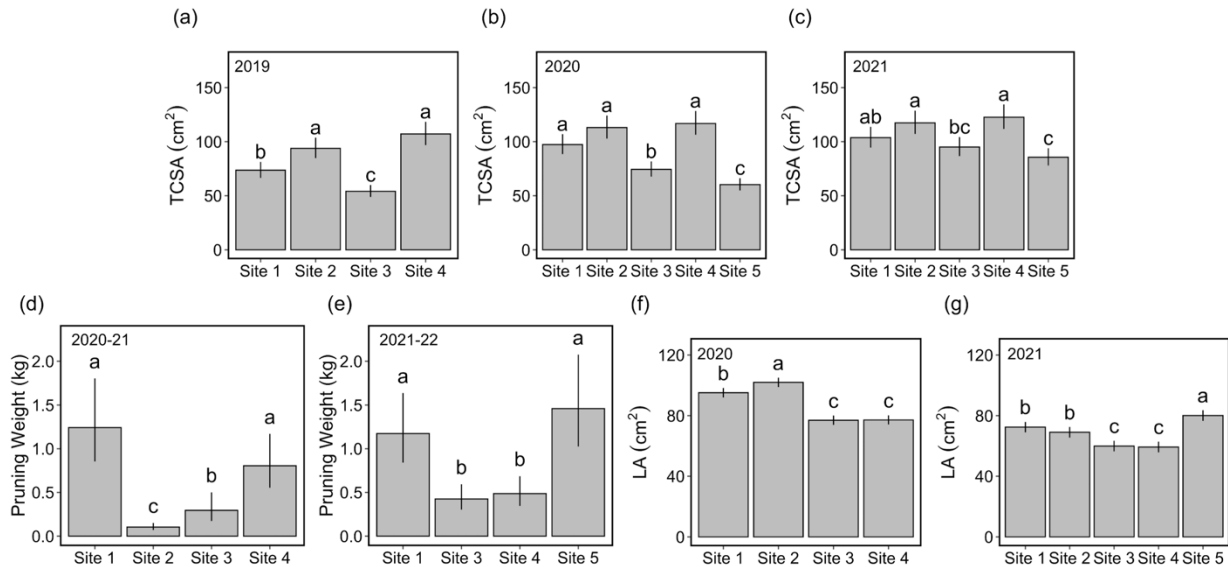 (a)
2019
b a c a
150
100
50
0
TCSA (cm²)
Site 1 Site 2 Site 3 Site 4
(b)
2020
a a b a c
150
100
50
0
TCSA (cm²)
Site 1 Site 2 Site 3 Site 4 Site 5
(c)
2021
ab a bc a c
150
100
50
0
TCSA (cm²)
Site 1 Site 2 Site 3 Site 4 Site 5
(d)
2020-21
a c b a
2.0
1.5
1.0
0.5
0.0
Pruning Weight (kg)
Site 1 Site 2 Site 3 Site 4
(e)
2021-22
a b b a
2.0
1.5
1.0
0.5
0.0
Pruning Weight (kg)
Site 1 Site 3 Site 4 Site 5
(f)
2020
b a c c
120
80
40
0
LA (cm²)
Site 1 Site 2 Site 3 Site 4
(g)
2021
b b c c a
120
80
40
0
LA (cm²)
Site 1 Site 2 Site 3 Site 4 Site 5